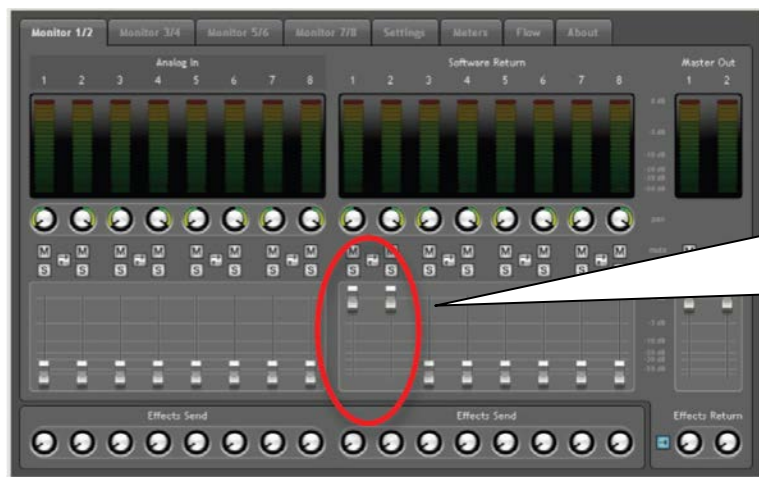 Monitor 1/2 Monitor 3/4 Monitor 5/6 Monitor 7/8 Settings Meters Flow About
Analog In Software Return Master Out
1 2 3 4 5 6 7 8 1 2 3 4 5 6 7 8 1 2
pan
M M M M M M M M M M M M M M M M mute M M
S S S S S S S S S S S S S S S S
Effects Send Effects Send Effects Return